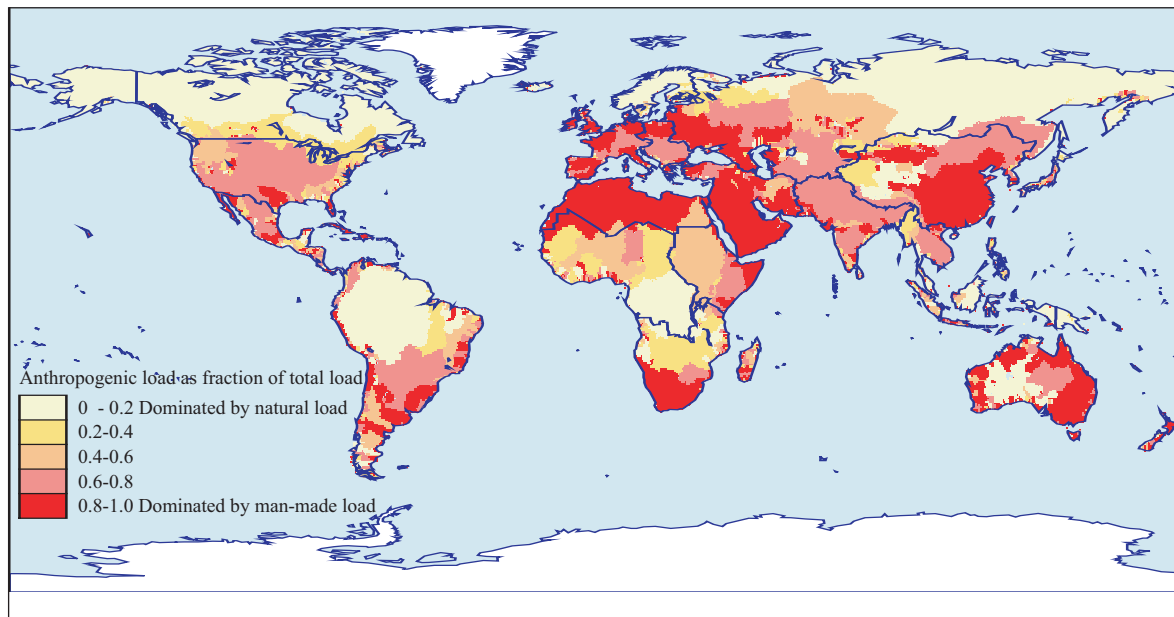 Anthropogenic load as fraction of total load
0 - 0.2 Dominated by natural load
0.2-0.4
0.4-0.6
0.6-0.8
0.8-1.0 Dominated by man-made load